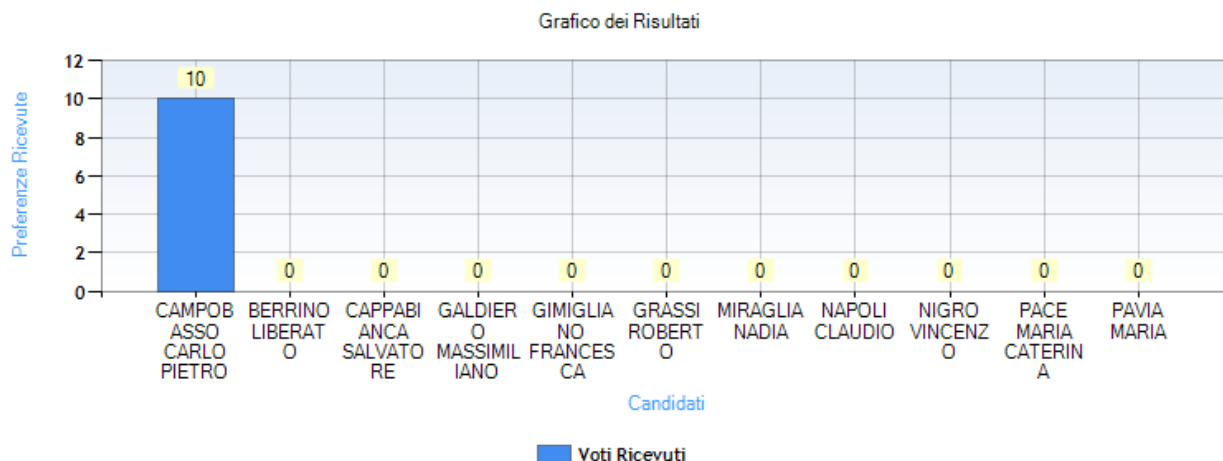 Grafico dei Risultati
Preferenze Ricevute
12
10
8
6
4
2
0
10
0
0
0
0
0
0
0
0
0
0
CAMPOB
ASSO
CARLO
PIETRO
BERRINO
LIBERAT
O
CAPPABI
ANCA
SALVATO
RE
GALDIER
O
MASSIMIL
IANO
GIMIGLIA
NO
FRANCES
CA
GRASSI
ROBERT
O
MIRAGLIA
NADIA
NAPOLI
CLAUDIO
NIGRO
VINCENZ
O
PACE
MARIA
CATERIN
A
PAVIA
MARIA
Candidati
Voti Ricevuti